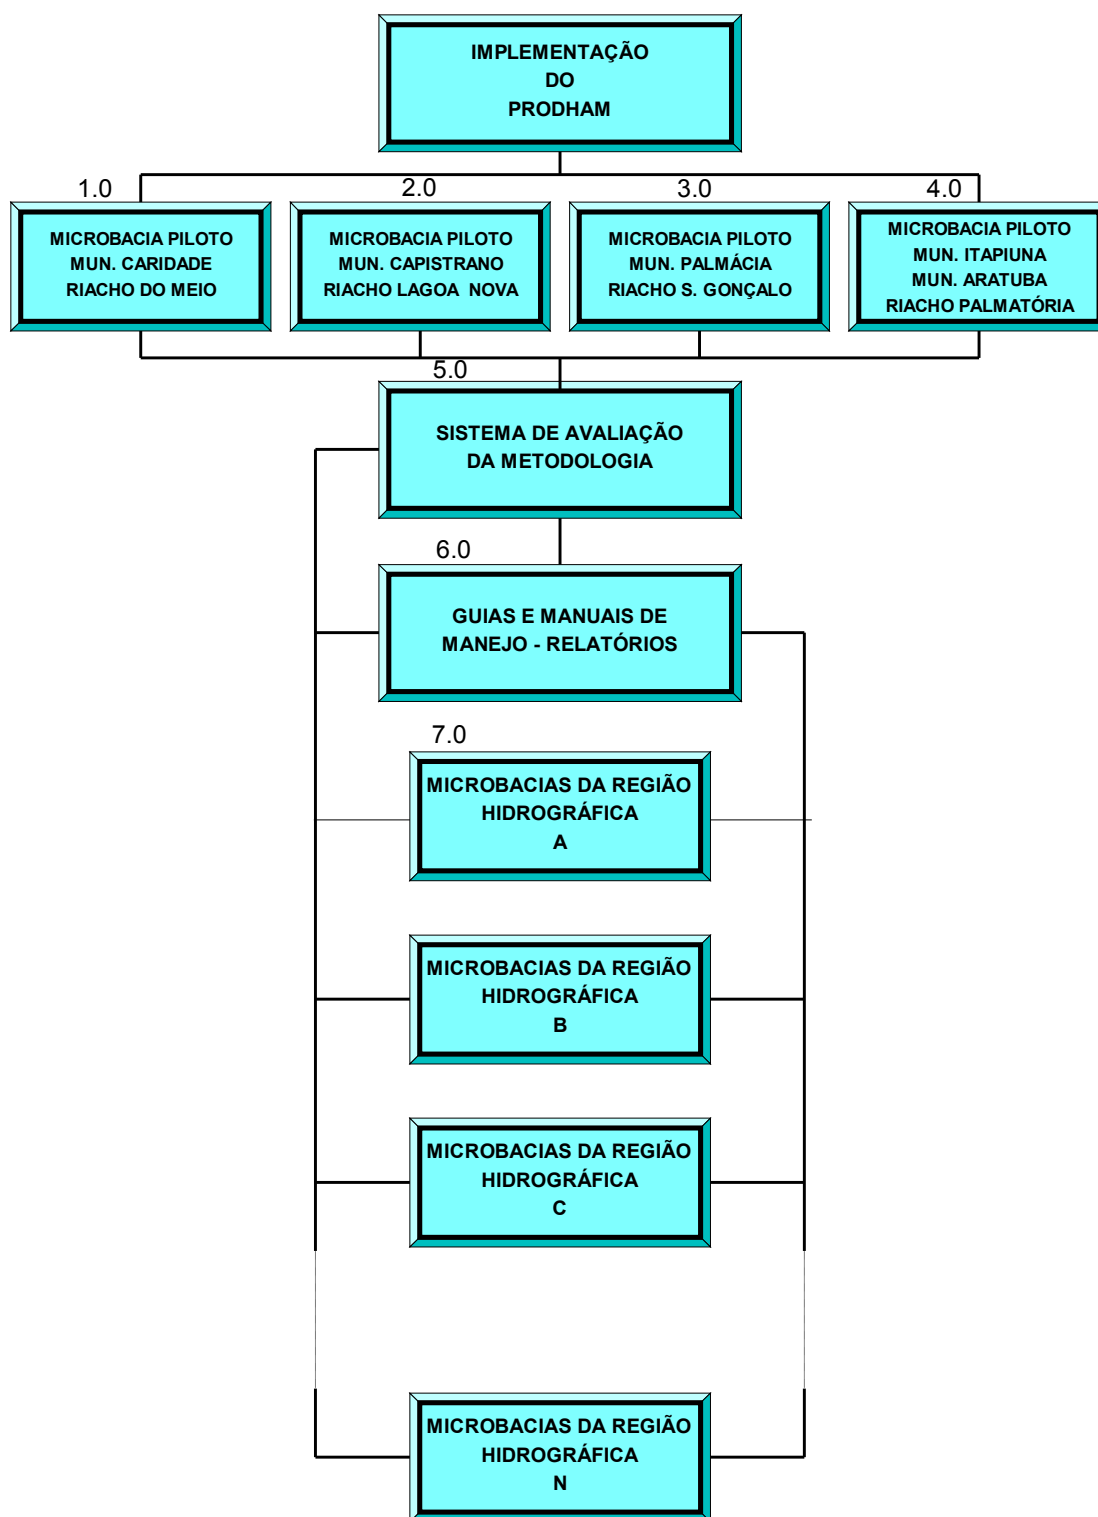 IMPLEMENTAÇÃO
DO
PRODHAM
1.0
2.0
3.0
4.0
MICROBACIA PILOTO
MUN. CARIDADE
RIACHO DO MEIO
MICROBACIA PILOTO
MUN. CAPISTRANO
RIACHO LAGOA NOVA
MICROBACIA PILOTO
MUN. PALMÁCIA
RIACHO S. GONÇALO
MICROBACIA PILOTO
MUN. ITAPIUNA
MUN. ARATUBA
RIACHO PALMATÓRIA
5.0
SISTEMA DE AVALIAÇÃO
DA METODOLOGIA
6.0
GUIAS E MANUAIS DE
MANEJO - RELATÓRIOS
7.0
MICROBACIAS DA REGIÃO
HIDROGRÁFICA
A
MICROBACIAS DA REGIÃO
HIDROGRÁFICA
B
MICROBACIAS DA REGIÃO
HIDROGRÁFICA
C
MICROBACIAS DA REGIÃO
HIDROGRÁFICA
N